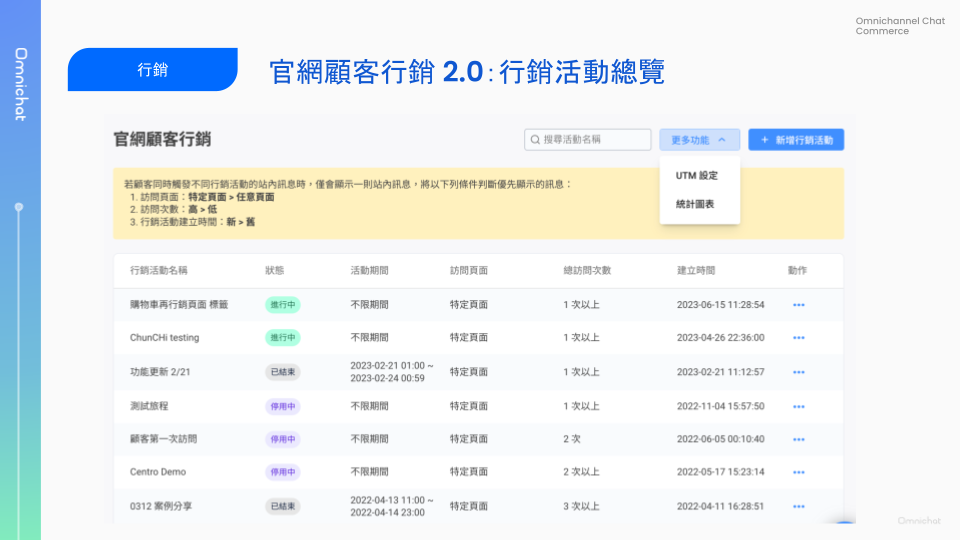 Omnichannel Chat
Commerce
Omnichat
行銷
官網顧客行銷 2.0：行銷活動總覽
官網顧客行銷
搜尋活動名稱
更多功能
+ 新增行銷活動
UTM 設定
統計圖表
若顧客同時觸發不同行銷活動的站內訊息時，僅會顯示一則站內訊息，將以下列條件判斷優先顯示的訊息：
1. 訪問頁面：特定頁面 > 任意頁面
2. 訪問次數：高 > 低
3. 行銷活動建立時間：新 > 舊
行銷活動名稱 狀態 活動期間 訪問頁面 總訪問次數 建立時間 動作
購物車再行銷頁面 標籤 進行中 不限期間 特定頁面 1 次以上 2023-06-15 11:28:54
ChunCHi testing 進行中 不限期間 特定頁面 1 次以上 2023-04-26 22:36:00
功能更新 2/21 已結束 2023-02-21 01:00 ~ 特定頁面 1 次以上 2023-02-21 11:12:57
2023-02-24 00:59
測試旅程 停用中 不限期間 特定頁面 1 次以上 2022-11-04 15:57:50
顧客第一次訪問 停用中 不限期間 特定頁面 2 次 2022-06-05 00:10:40
Centro Demo 停用中 不限期間 特定頁面 2 次以上 2022-05-17 15:23:14
0312 案例分享 已結束 2022-04-13 11:00 ~ 特定頁面 3 次以上 2022-04-11 16:28:51
2022-04-14 23:00
Omnichat